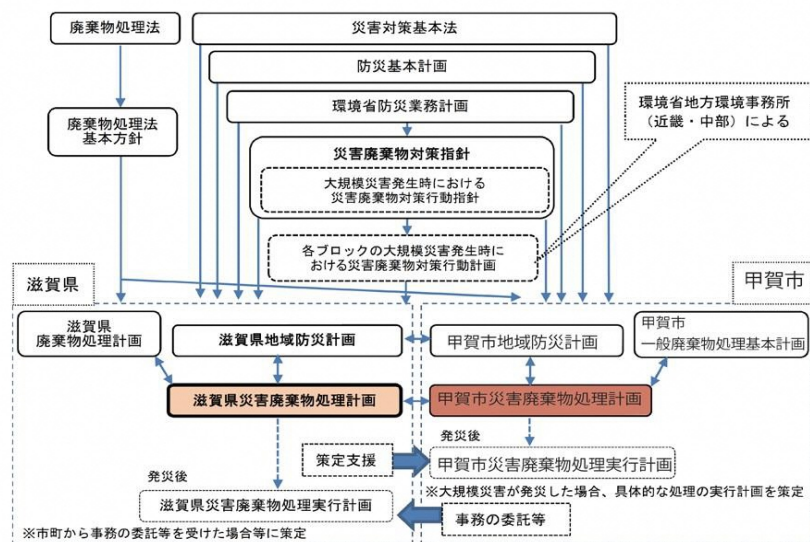 廃棄物処理法
災害対策基本法
防災基本計画
環境省防災業務計画
廃棄物処理法
基本方針
環境省地方環境事務所
（近畿・中部）による
災害廃棄物対策指針
大規模災害発生時における
災害廃棄物対策行動指針
各ブロックの大規模災害発生時に
おける災害廃棄物対策行動計画
滋賀県
甲賀市
滋賀県
廃棄物処理計画
滋賀県地域防災計画
甲賀市地域防災計画
甲賀市
一般廃棄物処理基本計画
滋賀県災害廃棄物処理計画
甲賀市災害廃棄物処理計画
発災後
策定支援
甲賀市災害廃棄物処理実行計画
発災後
※大規模災害が発災した場合、具体的な処理の実行計画を策定
滋賀県災害廃棄物処理実行計画
事務の委託等
※市町から事務の委託等を受けた場合等に策定